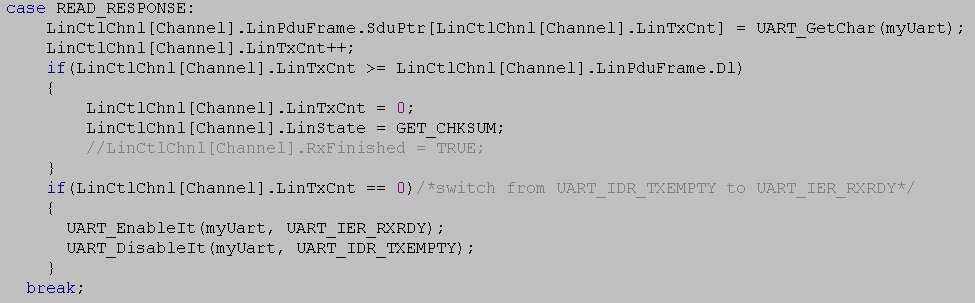 case READ_RESPONSE:
LinCtlChnl[Channel].LinPduFrame.SduPtr[LinCtlChnl[Channel].LinTxCnt] = UART_GetChar(myUart);
LinCtlChnl[Channel].LinTxCnt++;
if(LinCtlChnl[Channel].LinTxCnt >= LinCtlChnl[Channel].LinPduFrame.Dl)
{
LinCtlChnl[Channel].LinTxCnt = 0;
LinCtlChnl[Channel].LinState = GET_CHKSUM;
//LinCtlChnl[Channel].RxFinished = TRUE;
}
if(LinCtlChnl[Channel].LinTxCnt == 0)/*switch from UART_IDR_TXEMPTY to UART_IER_RXRDY*/
{
UART_EnableIt(myUart, UART_IER_RXRDY);
UART_DisableIt(myUart, UART_IDR_TXEMPTY);
}
break;